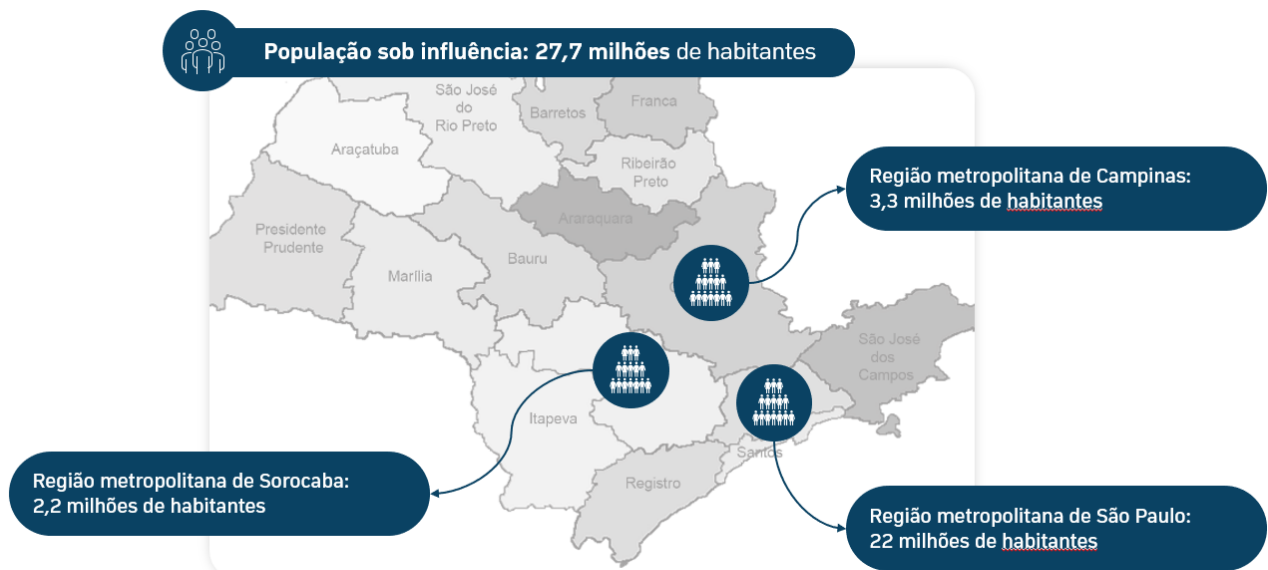 População sob influência: 27,7 milhões de habitantes
São José
do
Rio Preto
Barretos
Franca
Araçatuba
Ribeirão
Preto
Região metropolitana de Campinas:
3,3 milhões de habitantes
Araraquara
Presidente
Prudente
Bauru
Marília
São José
dos
Campos
Itapeva
Santos
Região metropolitana de Sorocaba:
2,2 milhões de habitantes
Registro
Região metropolitana de São Paulo:
22 milhões de habitantes